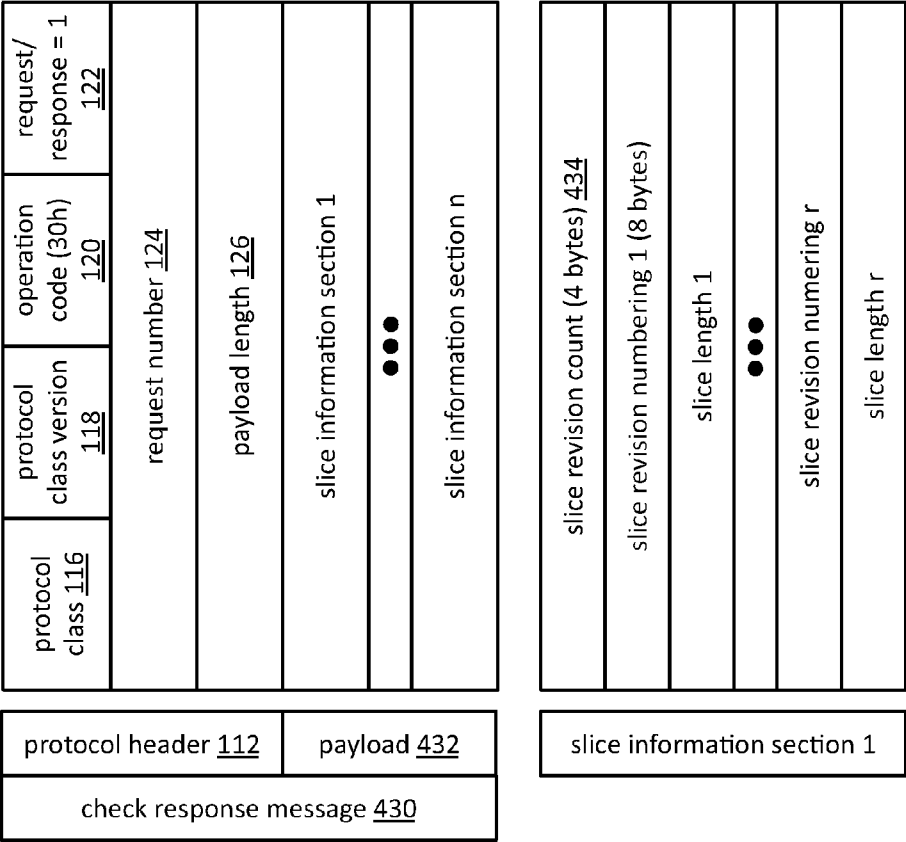 protocol
class 116
protocol
class version
118
operation
code (30h)
120
request/
response = 1
122
request number 124
payload length 126
slice information section 1
slice information section n
slice revision count (4 bytes) 434
slice revision numbering 1 (8 bytes)
slice length 1
slice revision numering r
slice length r
protocol header 112
payload 432
slice information section 1
check response message 430